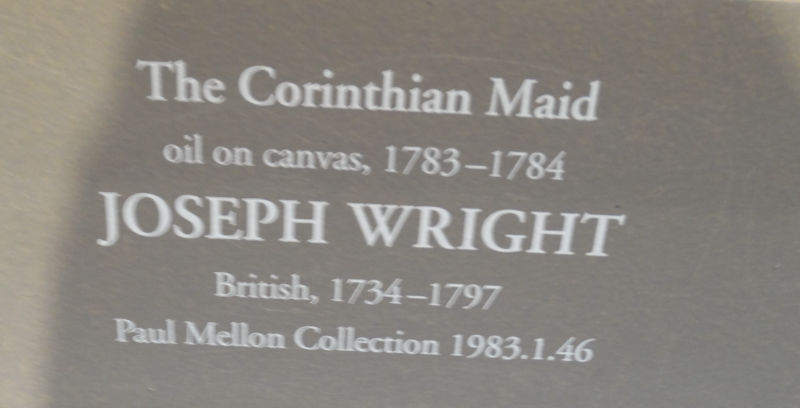 The Corinthian Maid
oil on canvas, 1783–1784
JOSEPH WRIGHT
British, 1734–1797
Paul Mellon Collection 1983.1.46